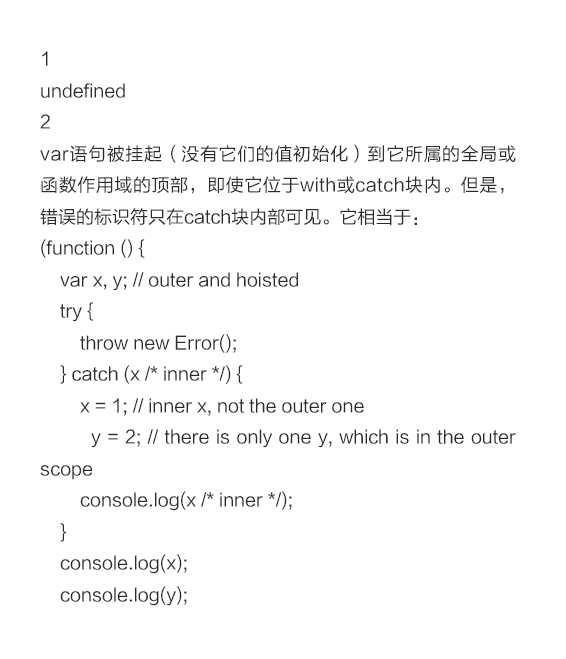 1
undefined
2
var语句被挂起（没有它们的值初始化）到它所属的全局或
函数作用域的顶部，即使它位于with或catch块内。但是，
错误的标识符只在catch块内部可见。它相当于：
(function () {
    var x, y; // outer and hoisted
    try {
        throw new Error();
    } catch (x /* inner */) {
        x = 1; // inner x, not the outer one
        y = 2; // there is only one y, which is in the outer
scope
        console.log(x /* inner */);
    }
    console.log(x);
    console.log(y);